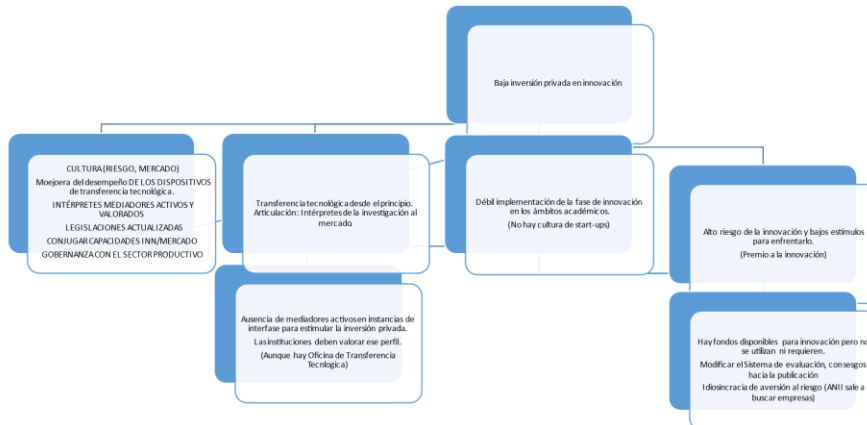 Baja inversión privada en innovación
CULTURA (RIESGO, MERCADO)
Moejoera del desempeño DE LOS DISPOSITIVOS
de transferencia tecnológica.
INTÉRPRETES MEDIADORES ACTIVOS Y
VALORADOS
LEGISLACIONES ACTUALIZADAS
CONJUGAR CAPACIDADES INN/MERCADO
GOBERNANZA CON EL SECTOR PRODUCTIVO
Transferencia tecnológica desde el principio.
Articulación: Intérpretes de la investigación al
mercado.
Débil implementación de la fase de innovación
en los ámbitos académicos.
(No hay cultura de start-ups)
Alto riesgo de la innovación y bajos estímulos
para enfrentarlo.
(Premio a la innovación)
Ausencia de mediadores activos en instancias de
interfase para estimular la inversión privada.
Las instituciones deben valorar ese perfil.
(Aunque hay Oficina de Transferencia
Tecnlogica)
Hay fondos disponibles para innovación pero no
se utilizan ni requieren.
Modificar el Sistema de evaluación, con sesgos
hacia la publicación
Idiosincracia de aversión al riesgo (ANII sale a
buscar empresas)